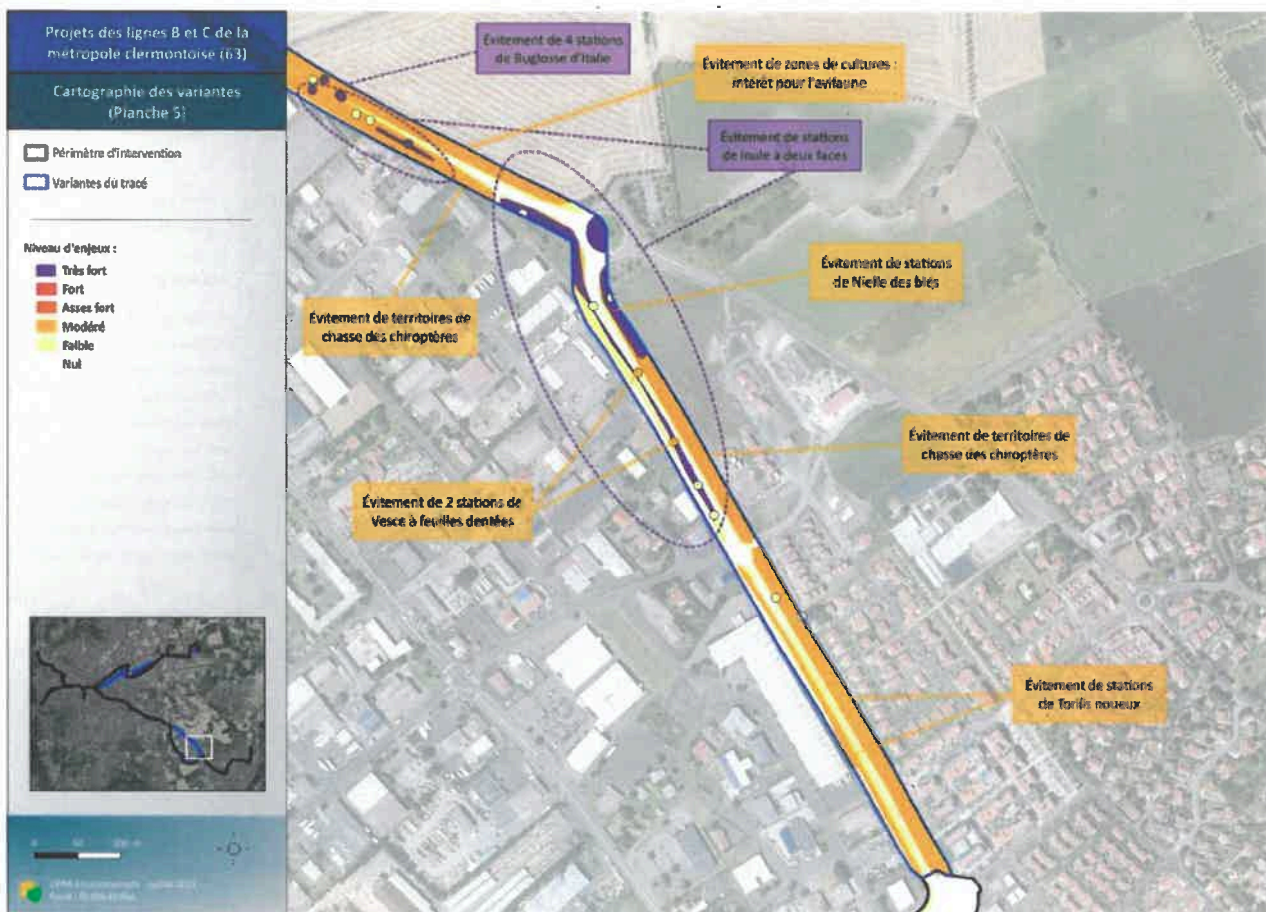 Projets des lignes B et C de la
métropole clermontoise (63)
Cartographie des variantes
(Planche 5)
Périmètre d'intervention
Variantes du tracé
Niveau d'enjeux :
Très fort
Fort
Asses fort
Modéré
Faible
Nul
Évitement de 4 stations
de Buglosse d'Italie
Évitement de zones de cultures :
intérêt pour l'avifaune
Évitement de stations
de Inule à deux faces
Évitement de stations
de Nielle des blés
Évitement de territoires de
chasse des chiroptères
Évitement de territoires de
chasse des chiroptères
Évitement de 2 stations de
Vesce à feuilles dentées
Évitement de stations
de Torilis noueux
0